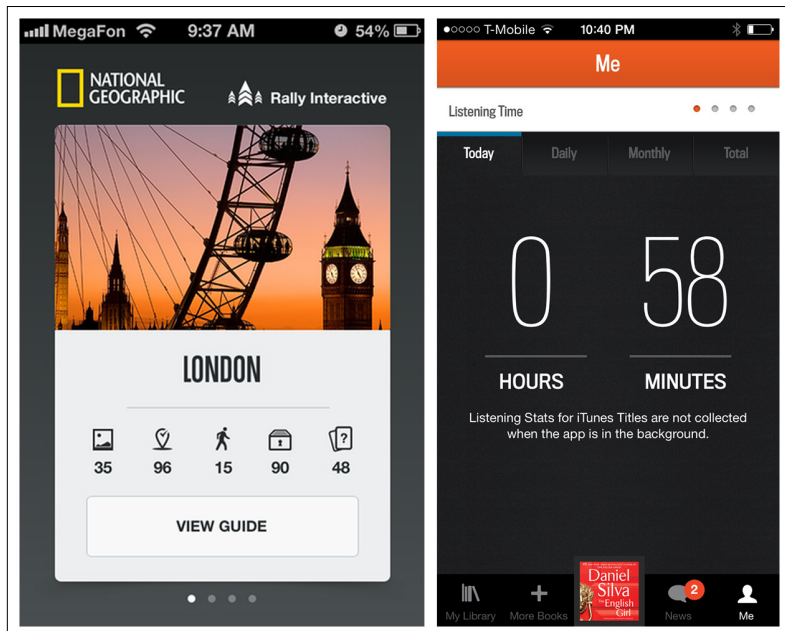 MegaFon 9:37 AM 54%
NATIONAL
GEOGRAPHIC
Rally Interactive
LONDON
35 96 15 90 48
VIEW GUIDE
T-Mobile 10:40 PM
Me
Listening Time
Today Daily Monthly Total
0 58
HOURS MINUTES
Listening Stats for iTunes Titles are not collected
when the app is in the background.
Daniel
Silva
The English
Girl
2
My Library More Books News Me